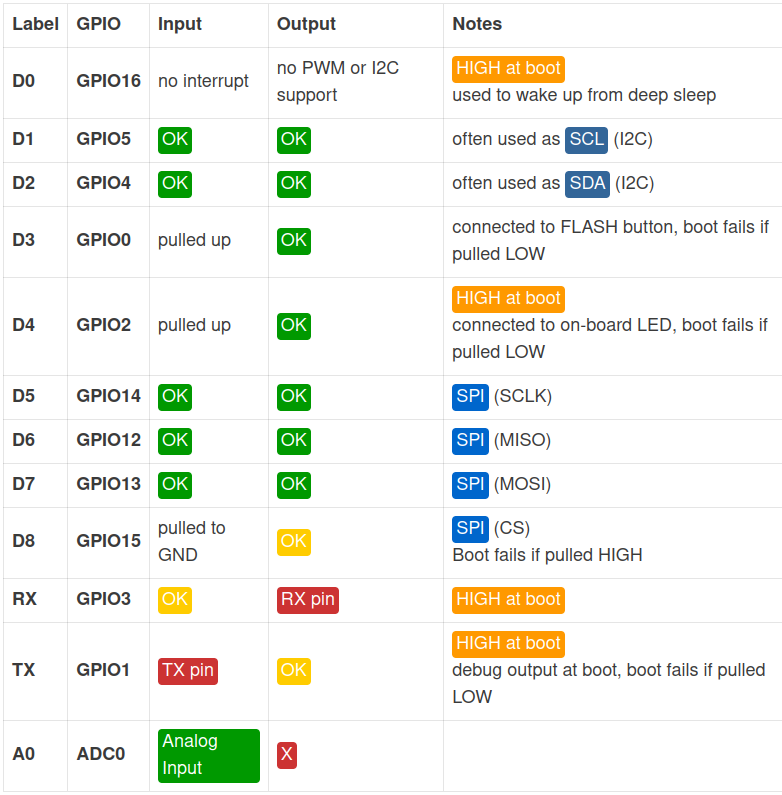 Label GPIO Input Output Notes
D0 GPIO16 no interrupt no PWM or I2C support HIGH at boot
used to wake up from deep sleep
D1 GPIO5 OK OK often used as SCL (I2C)
D2 GPIO4 OK OK often used as SDA (I2C)
D3 GPIO0 pulled up OK connected to FLASH button, boot fails if
pulled LOW
D4 GPIO2 pulled up OK HIGH at boot
connected to on-board LED, boot fails if
pulled LOW
D5 GPIO14 OK OK SPI (SCLK)
D6 GPIO12 OK OK SPI (MISO)
D7 GPIO13 OK OK SPI (MOSI)
D8 GPIO15 pulled to GND OK SPI (CS)
Boot fails if pulled HIGH
RX GPIO3 OK RX pin HIGH at boot
TX GPIO1 TX pin OK HIGH at boot
debug output at boot, boot fails if pulled
LOW
A0 ADC0 Analog Input X